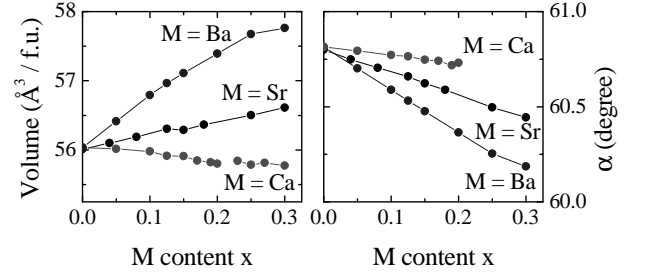 58
57
56
Volume (Å³ / f.u.)
M = Ba
M = Sr
M = Ca
0.0 0.1 0.2 0.3
M content x
M = Ca
M = Sr
M = Ba
0.0 0.1 0.2 0.3
M content x
61.0
60.5
60.0
α (degree)